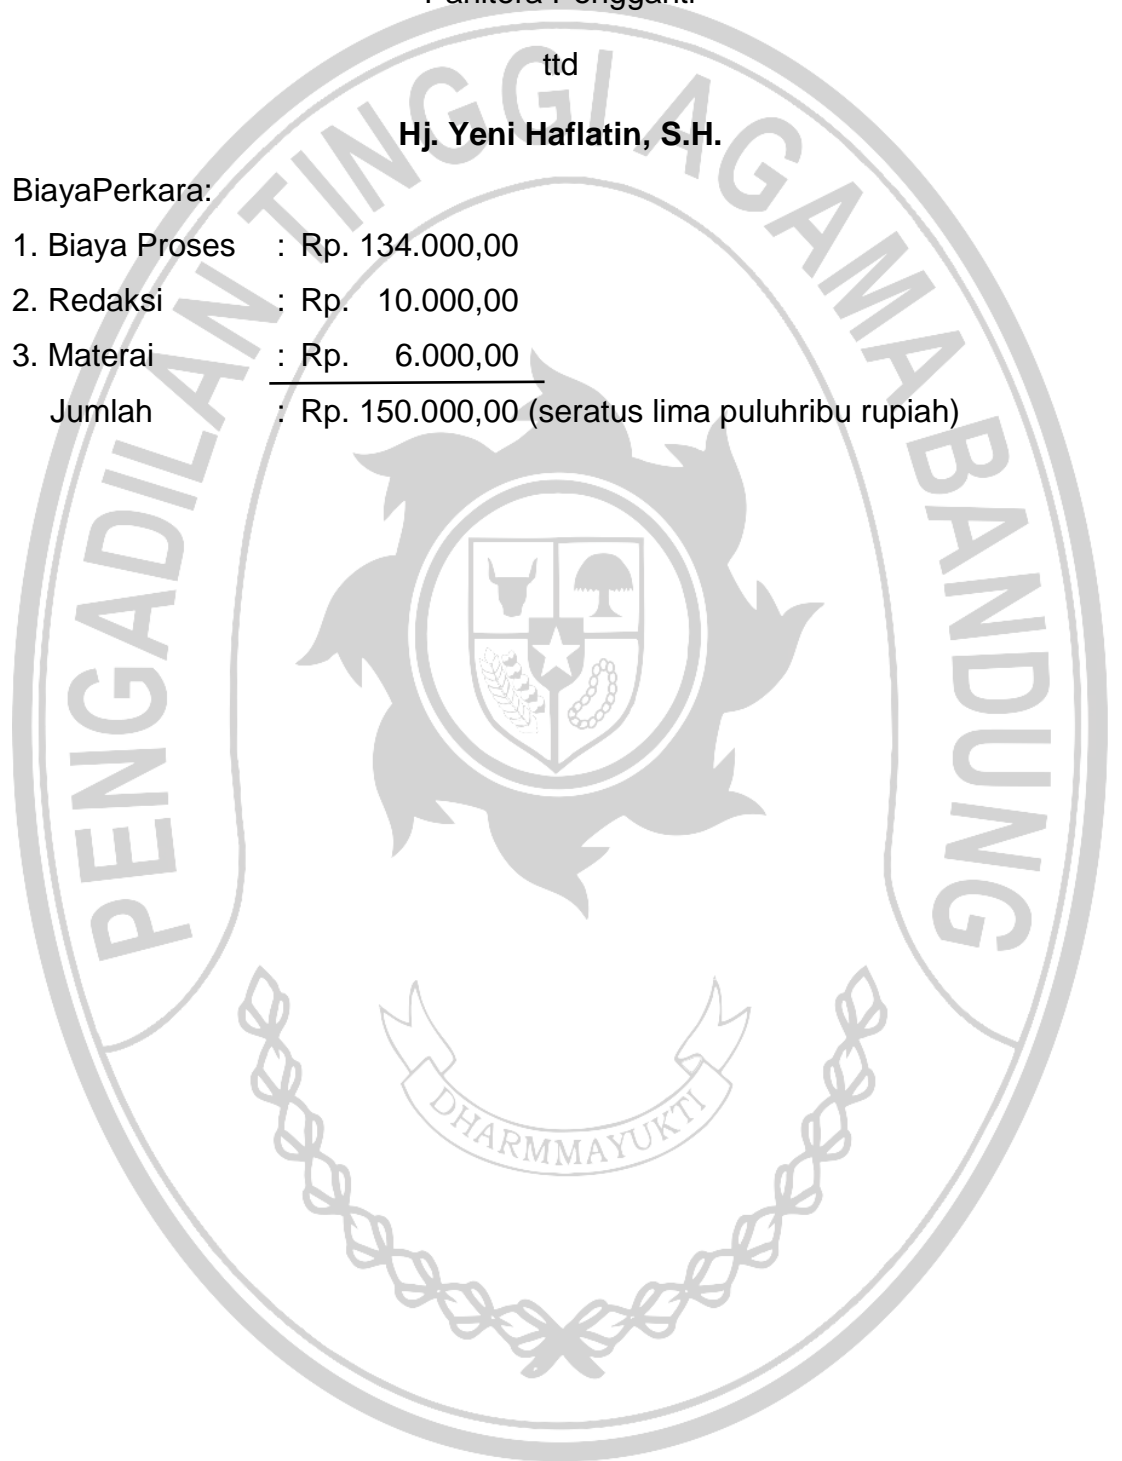 Panitera Pengganti
ttd
Hj. Yeni Haflatin, S.H.
BiayaPerkara:
1. Biaya Proses : Rp. 134.000,00
2. Redaksi : Rp. 10.000,00
3. Materai : Rp. 6.000,00
Jumlah : Rp. 150.000,00 (seratus lima puluhribu rupiah)
PENGADILAN TINGGI AGAMA BANDUNG
DHARMMAYUKTI